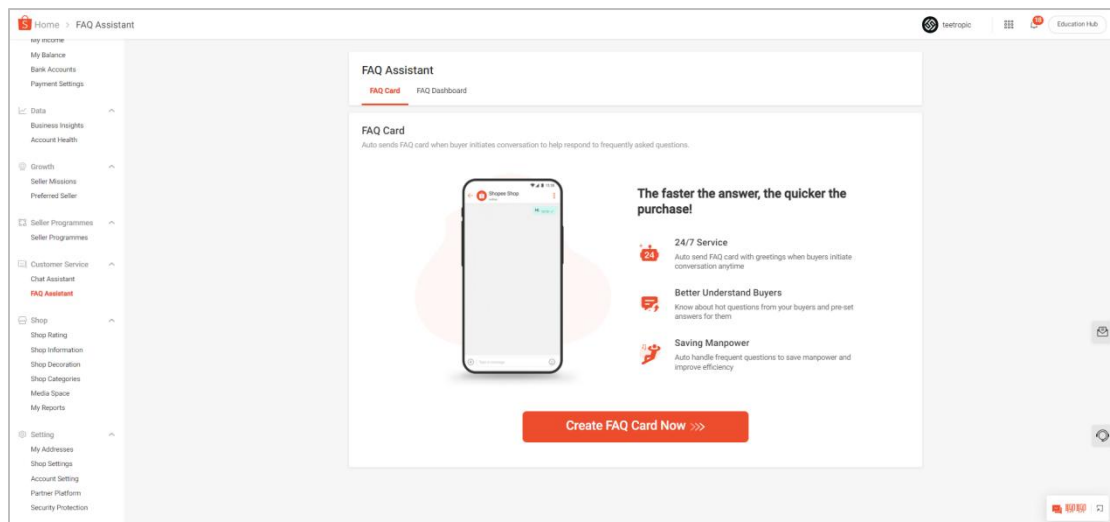 Home > FAQ Assistant
teetropic
Education Hub
My Income
My Balance
Bank Accounts
Payment Settings
Data
Business Insights
Account Health
Growth
Seller Missions
Preferred Seller
Seller Programmes
Seller Programmes
Customer Service
Chat Assistant
FAQ Assistant
Shop
Shop Rating
Shop Information
Shop Decoration
Shop Categories
Media Space
My Reports
Setting
My Addresses
Shop Settings
Account Setting
Partner Platform
Security Protection
FAQ Assistant
FAQ Card FAQ Dashboard
FAQ Card
Auto sends FAQ card when buyer initiates conversation to help respond to frequently asked questions.
Shopee Shop
Hi
The faster the answer, the quicker the
purchase!
24
24/7 Service
Auto send FAQ card with greetings when buyers initiate
conversation anytime
Better Understand Buyers
Know about hot questions from your buyers and pre-set
answers for them
Saving Manpower
Auto handle frequent questions to save manpower and
improve efficiency
Create FAQ Card Now >>>